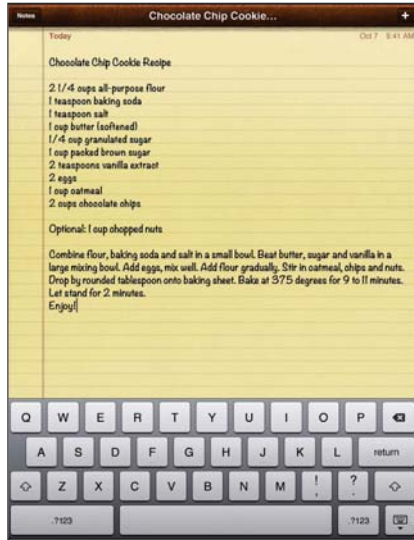 Notes
Chocolate Chip Cookie...
+
Today
Oct 7 5:41 AM
Chocolate Chip Cookie Recipe
2 1/4 cups all-purpose flour
1 teaspoon baking soda
1 teaspoon salt
1 cup butter (softened)
1/4 cup granulated sugar
1 cup packed brown sugar
2 teaspoons vanilla extract
2 eggs
1 cup oatmeal
2 cups chocolate chips
Optional: 1 cup chopped nuts
Combine flour, baking soda and salt in a small bowl. Beat butter, sugar and vanilla in a
large mixing bowl. Add eggs, mix well. Add flour gradually. Stir in oatmeal, chips and nuts.
Drop by rounded tablespoon onto baking sheet. Bake at 375 degrees for 9 to 11 minutes.
Let stand for 2 minutes.
Enjoy!
Q W E R T Y U I O P
A S D F G H J K L return
Z X C V B N M ! , ? .
.?123 .?123